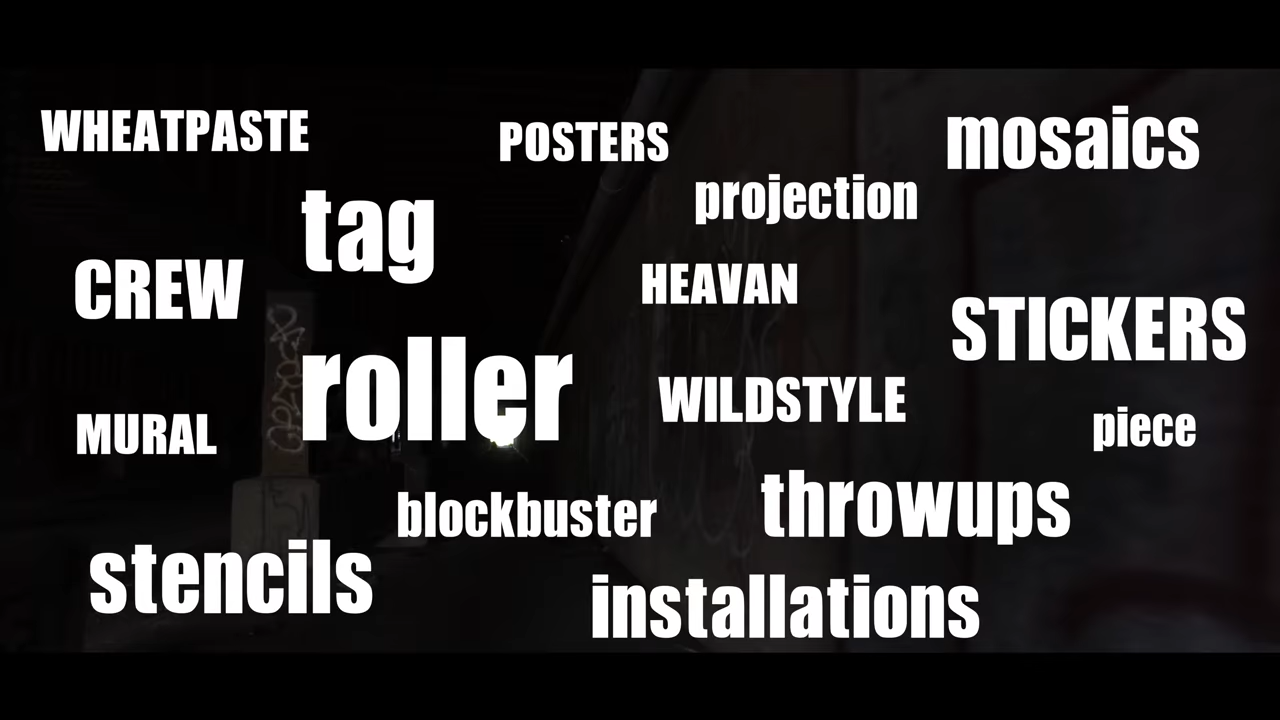 WHEATPASTE
POSTERS
mosaics
projection
tag
CREW
HEAVAN
STICKERS
roller
WILDSTYLE
MURAL
piece
blockbuster
throwups
stencils
installations